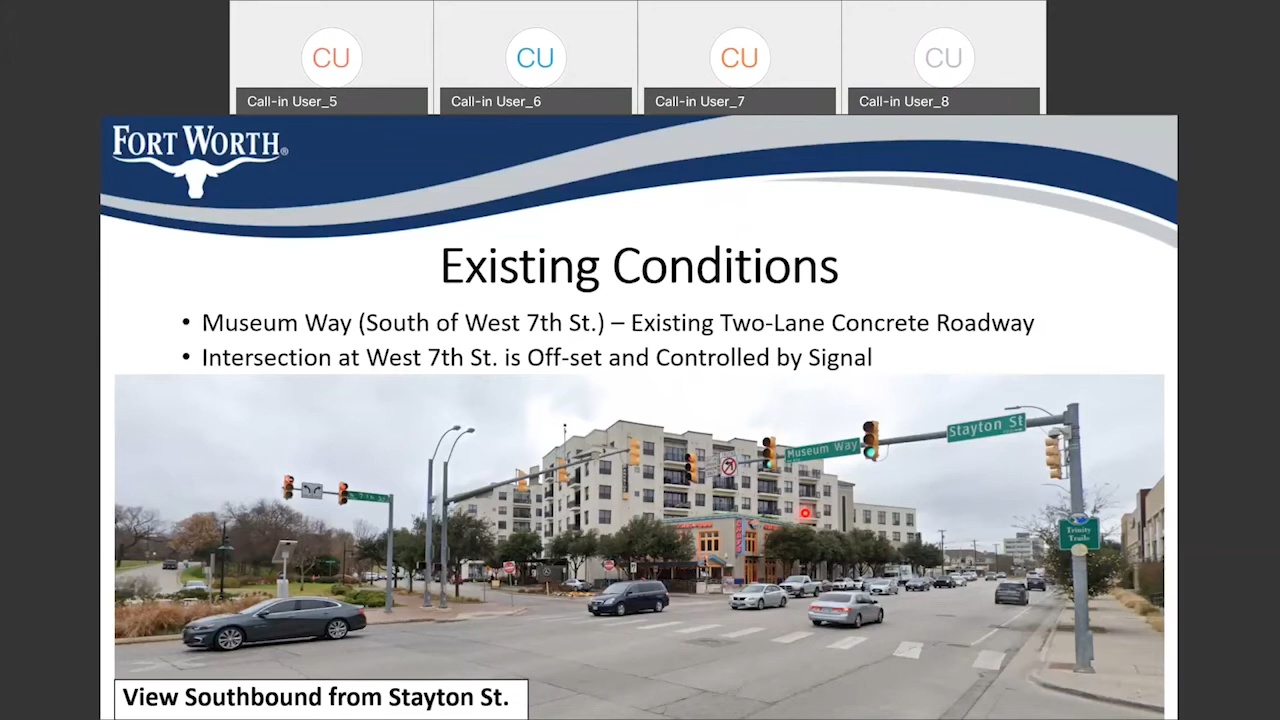 CU
CU
CU
CU
Call-in User_5
Call-in User_6
Call-in User_7
Call-in User_8
FORT WORTH®
Existing Conditions
• Museum Way (South of West 7th St.) – Existing Two-Lane Concrete Roadway
• Intersection at West 7th St. is Off-set and Controlled by Signal
Stayton St
Museum Way
Trinity
Trails
View Southbound from Stayton St.